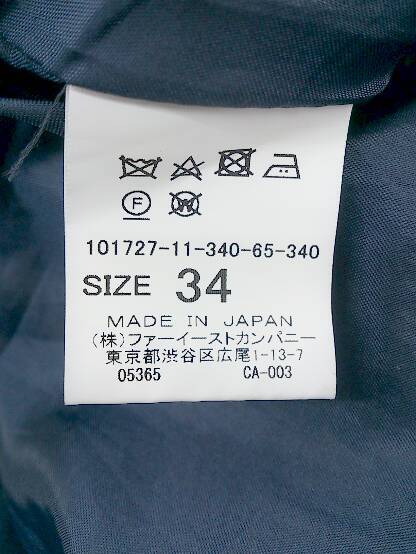 F W
101727-11-340-65-340
SIZE 34
MADE IN JAPAN
(株)ファーイーストカンパニー
東京都渋谷区広尾1-13-7
05365 CA-003